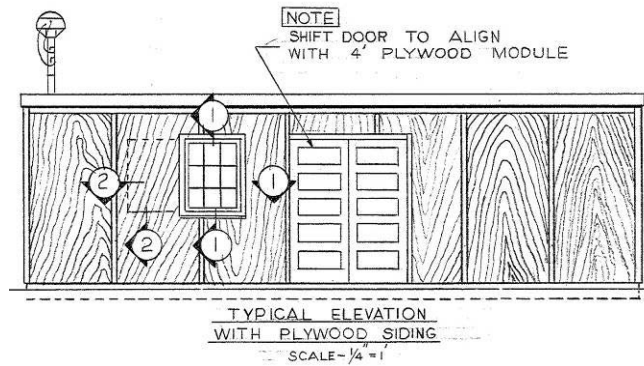 NOTE
SHIFT DOOR TO ALIGN
WITH 4' PLYWOOD MODULE
1
2
1
2
1
TYPICAL ELEVATION
WITH PLYWOOD SIDING
SCALE-1/4"=1'